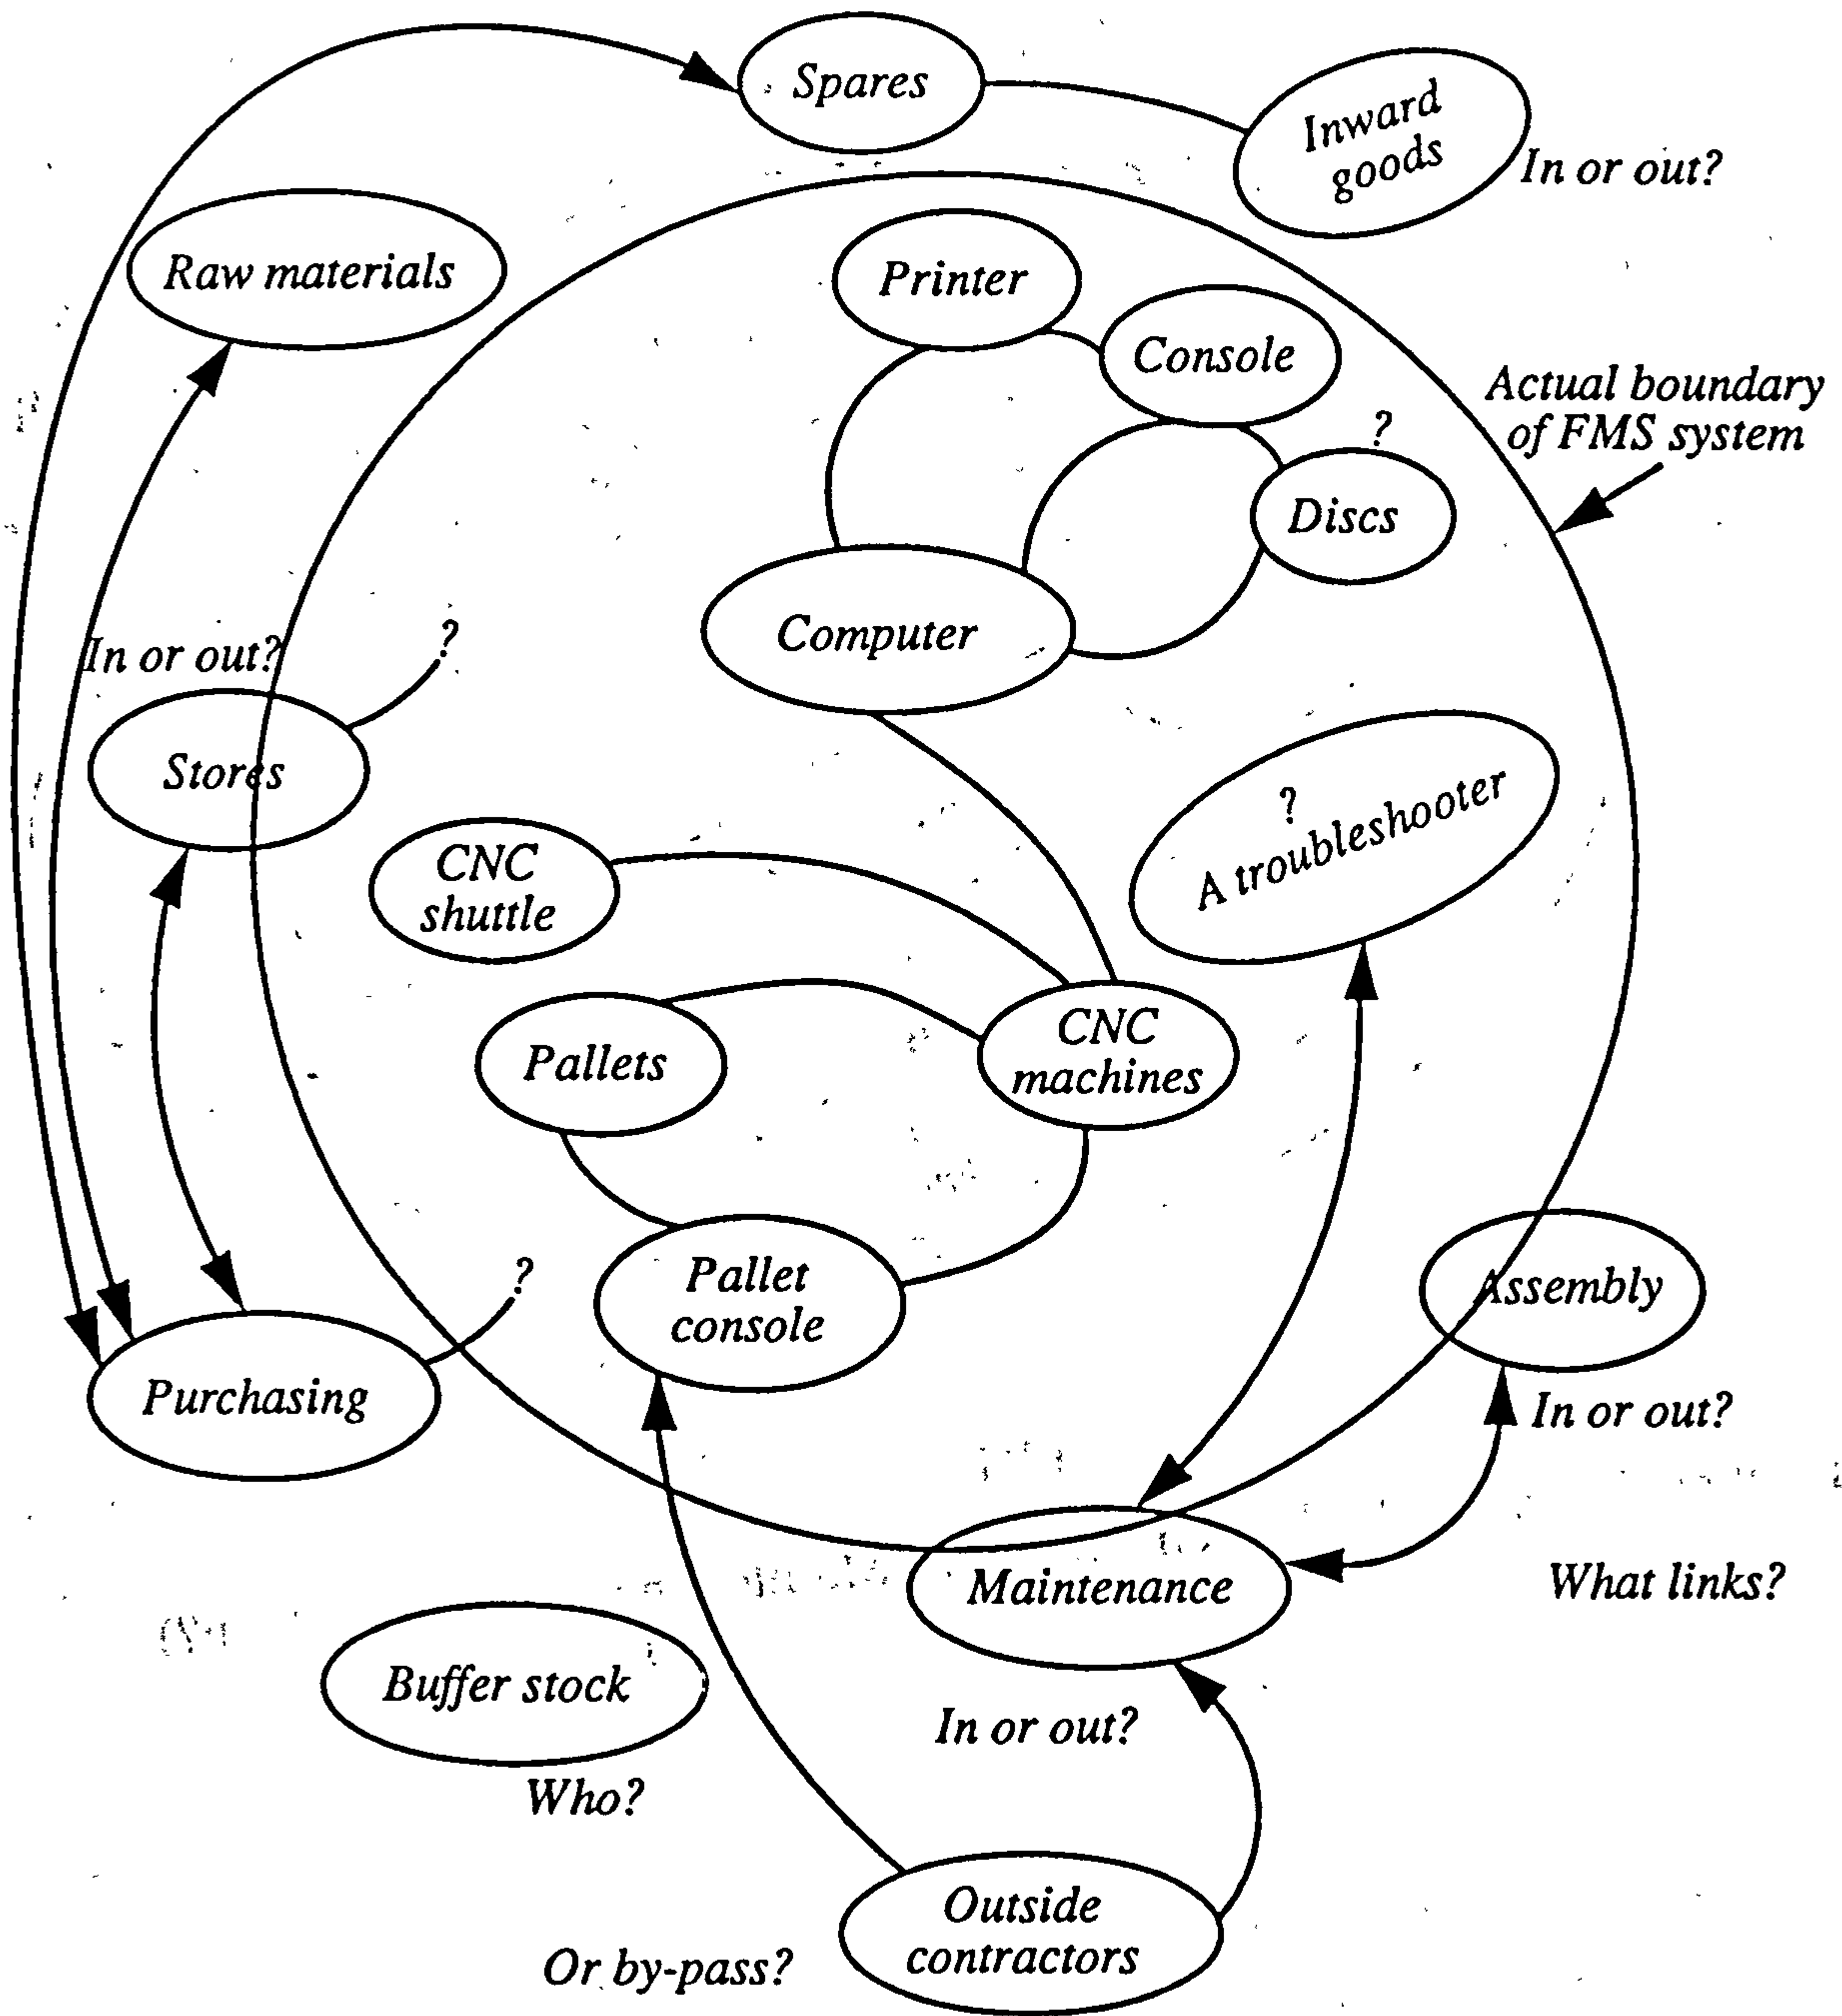 Spares
Inward
goods
In or out?
Raw materials
Printer
Console
Actual boundary
of FMS system
?
Discs
Computer
In or out?
?
Stores
?
A troubleshooter
CNC
shuttle
CNC
machines
Pallets
Pallet
console
?
Assembly
Purchasing
In or out?
Maintenance
What links?
Buffer stock
In or out?
Who?
Outside
contractors
Or by-pass?